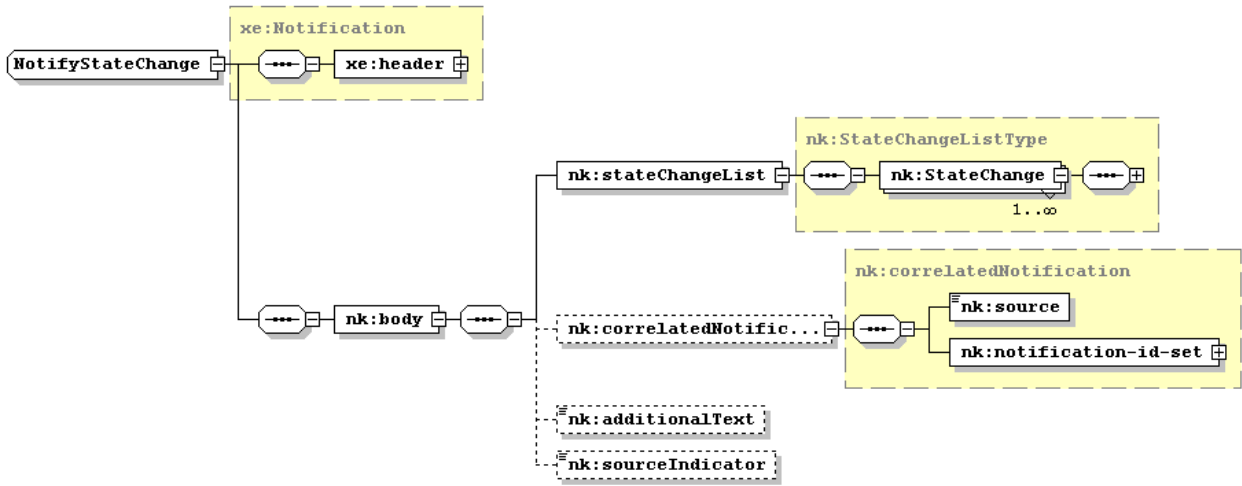 xe:Notification
NotifyStateChange
xe:header
nk:StateChangeListType
nk:stateChangeList
nk:StateChange
1..∞
nk:correlatedNotification
nk:source
nk:body
nk:correlatedNotific...
nk:notification-id-set
nk:additionalText
nk:sourceIndicator